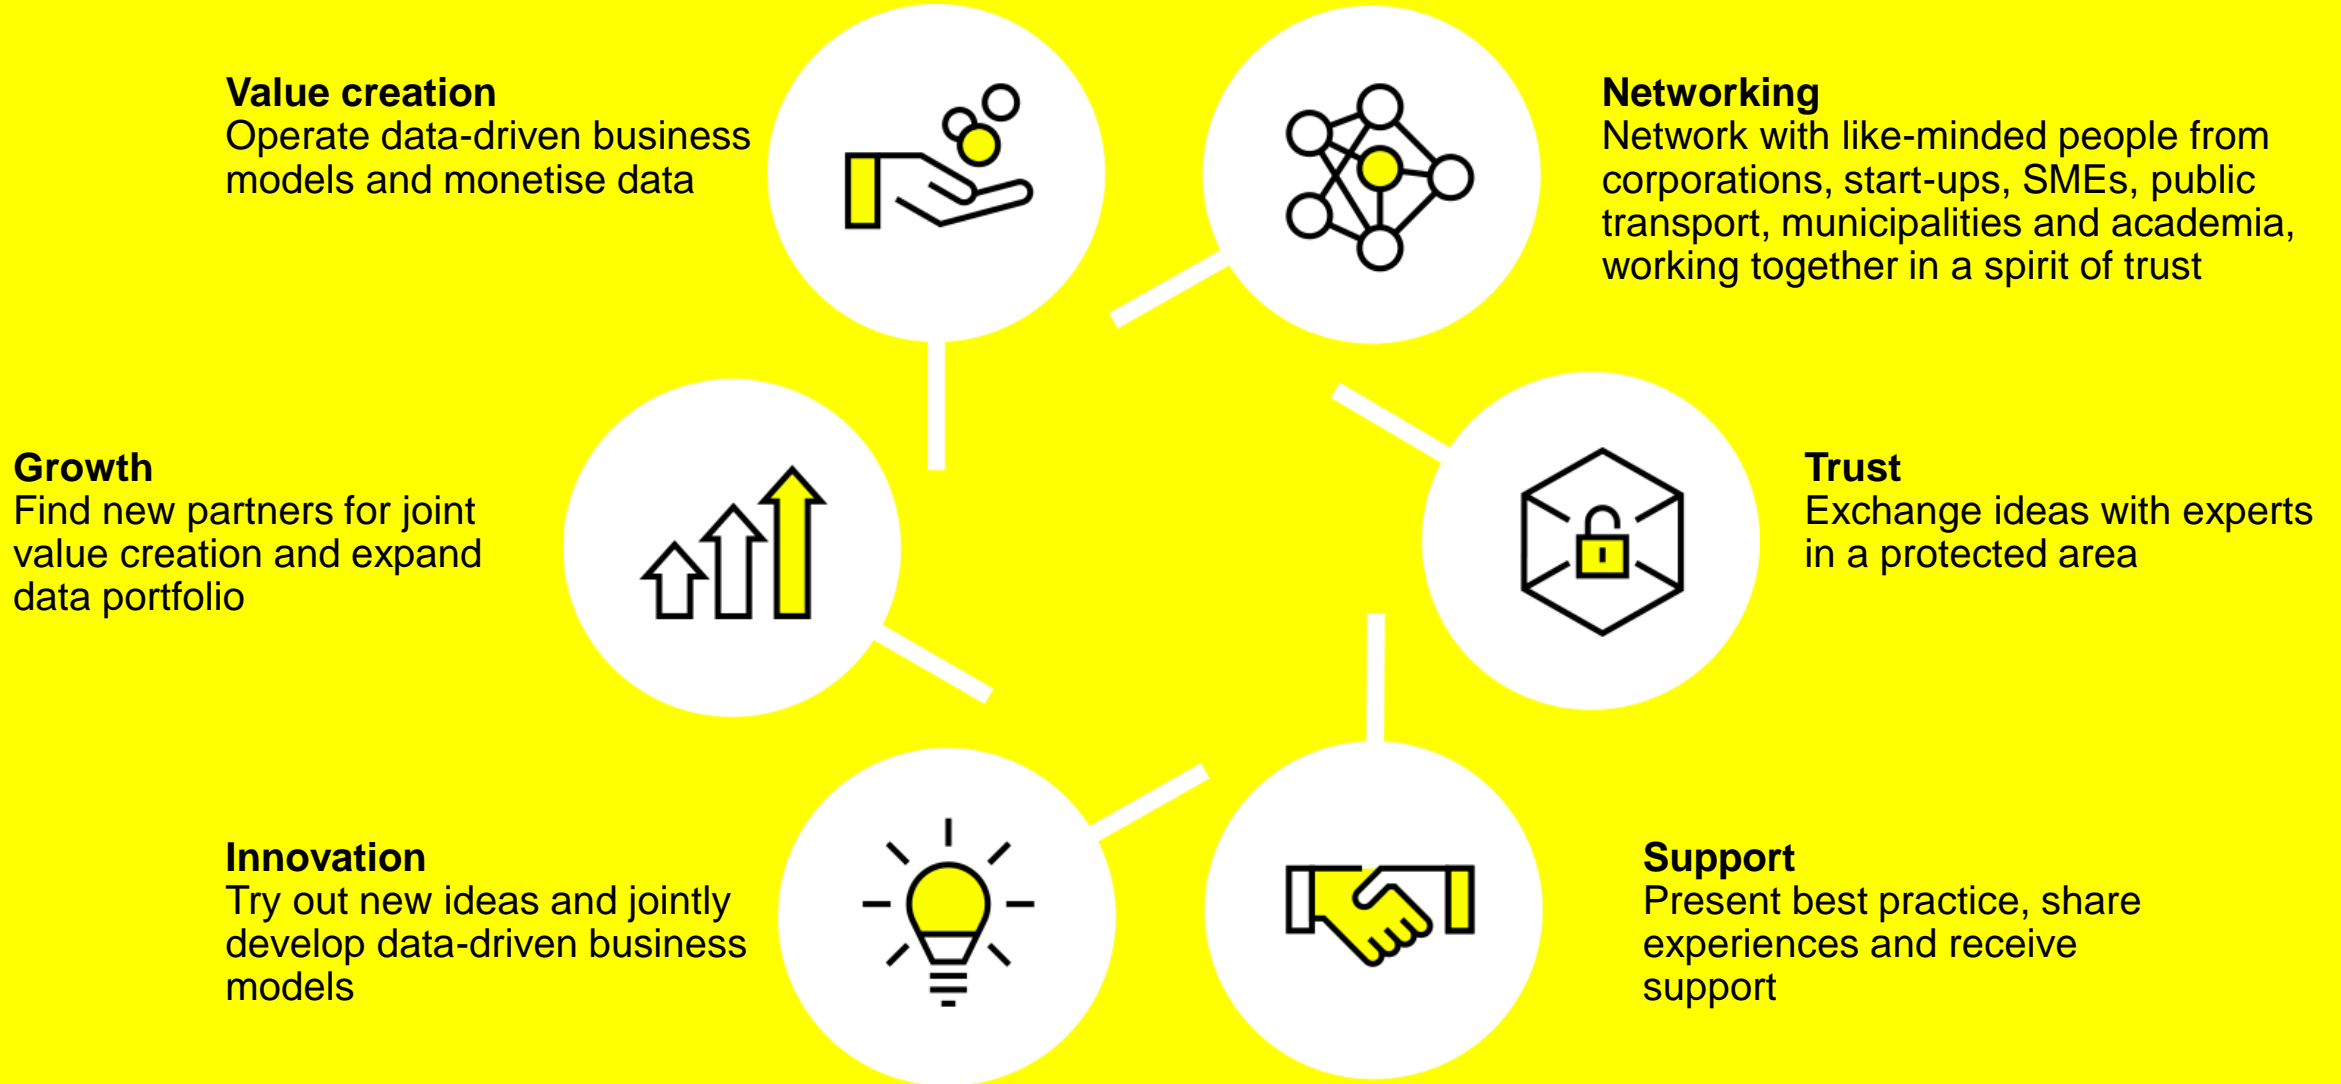 Value creation
Operate data-driven business
models and monetise data
Networking
Network with like-minded people from
corporations, start-ups, SMEs, public
transport, municipalities and academia,
working together in a spirit of trust
Growth
Find new partners for joint
value creation and expand
data portfolio
Trust
Exchange ideas with experts
in a protected area
Innovation
Try out new ideas and jointly
develop data-driven business
models
Support
Present best practice, share
experiences and receive
support